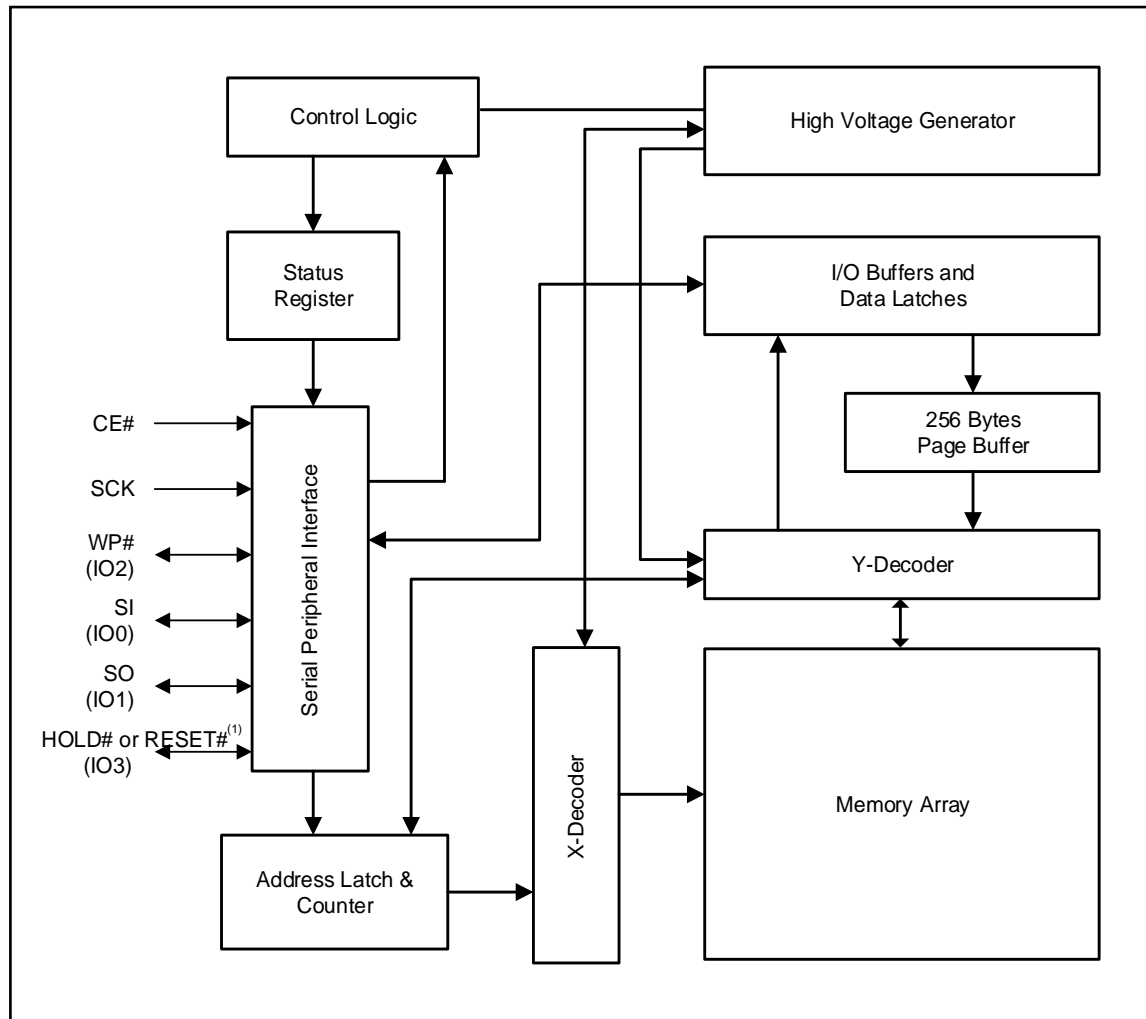 Control Logic
High Voltage Generator
Status
Register
I/O Buffers and
Data Latches
256 Bytes
Page Buffer
CE#
SCK
WP#
(IO2)
SI
(IO0)
SO
(IO1)
HOLD# or RESET#(1)
(IO3)
Serial Peripheral Interface
Y-Decoder
X-Decoder
Memory Array
Address Latch &
Counter